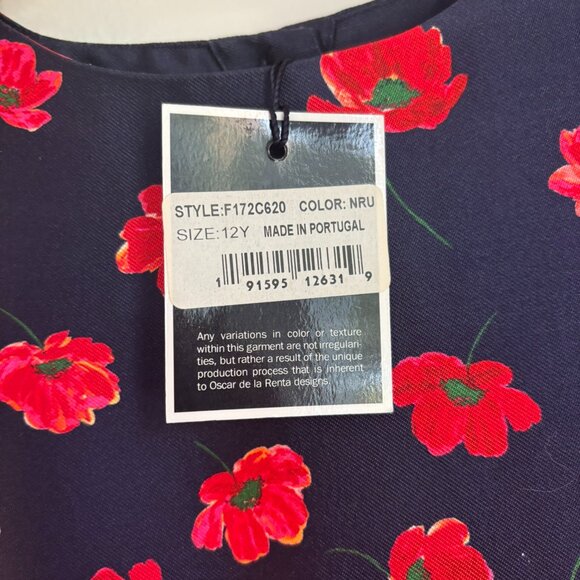 STYLE:F172C620 COLOR: NRU
SIZE:12Y MADE IN PORTUGAL
1 91595 12631 9
Any variations in color or texture
within this garment are not irregulari-
ties, but rather a result of the unique
production process that is inherent
to Oscar de la Renta designs.